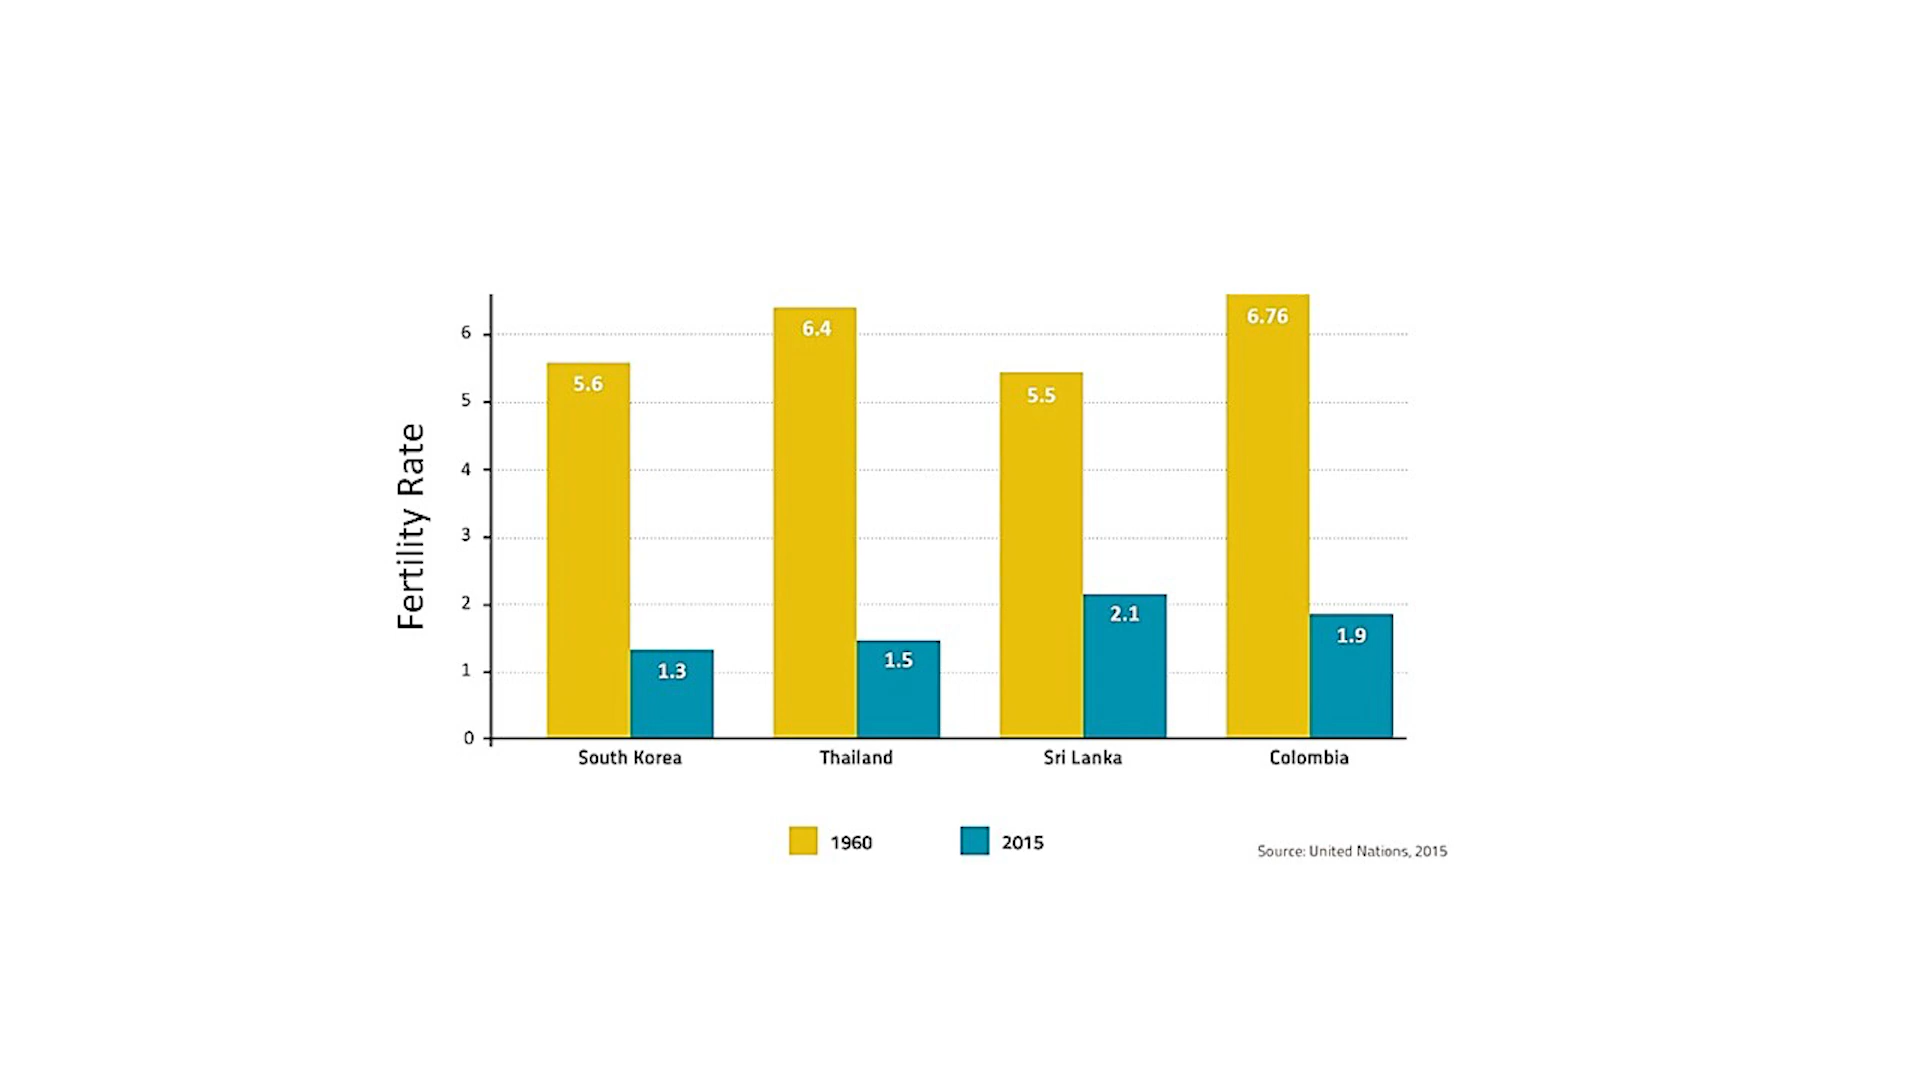 Fertility Rate
6
5
4
3
2
1
0
5.6
1.3
6.4
1.5
5.5
2.1
6.76
1.9
South Korea
Thailand
Sri Lanka
Colombia
1960
2015
Source: United Nations, 2015